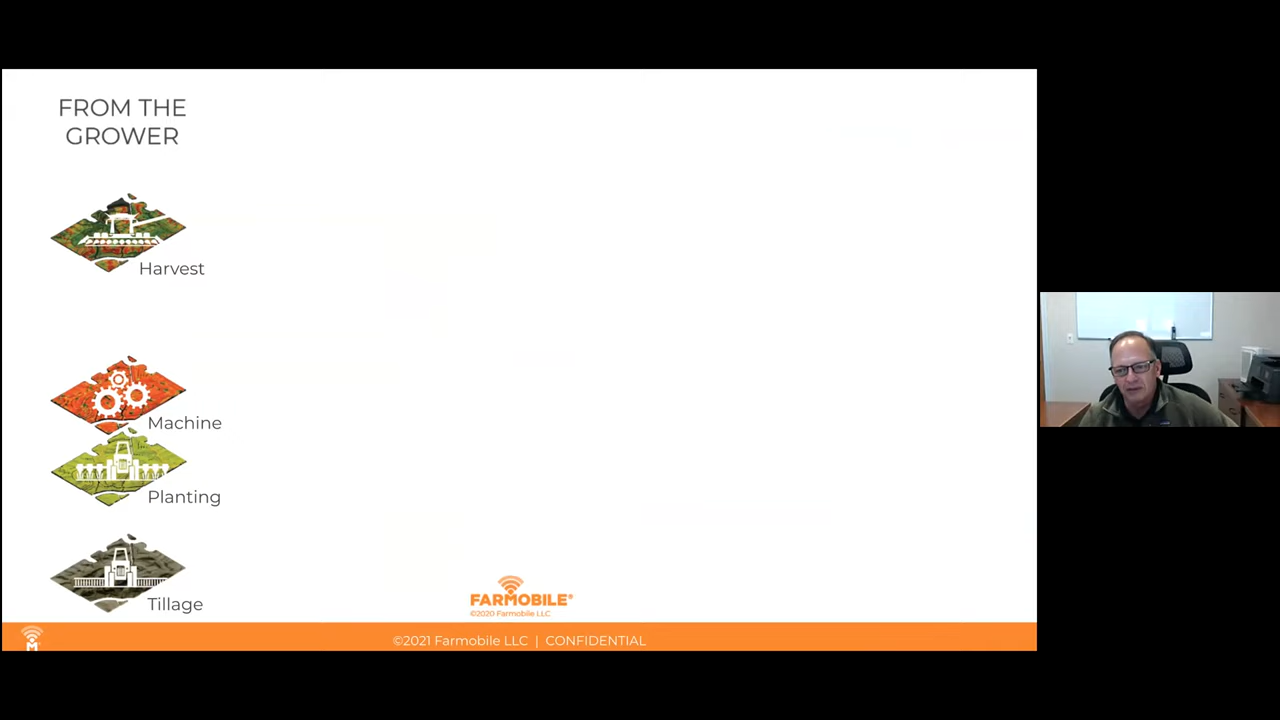 FROM THE
GROWER
Harvest
Machine
Planting
Tillage
FARMOBILE®
©2020 Farmobile LLC
©2021 Farmobile LLC | CONFIDENTIAL